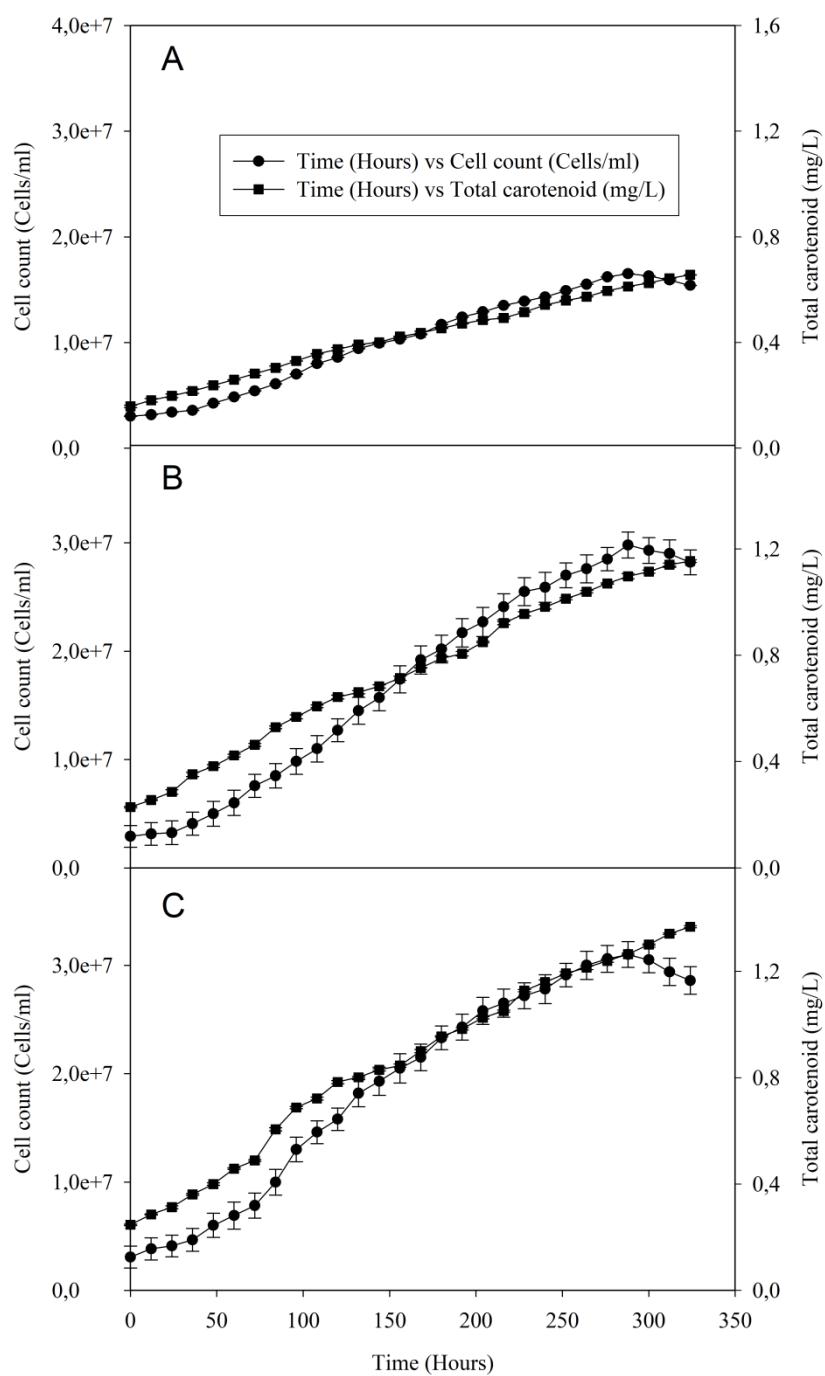 A
4,0e+7
3,0e+7
2,0e+7
1,0e+7
0,0
Cell count (Cells/ml)
Time (Hours) vs Cell count (Cells/ml)
Time (Hours) vs Total carotenoid (mg/L)
1,6
1,2
0,8
0,4
0,0
Total carotenoid (mg/L)
B
3,0e+7
2,0e+7
1,0e+7
0,0
Cell count (Cells/ml)
1,2
0,8
0,4
0,0
Total carotenoid (mg/L)
C
3,0e+7
2,0e+7
1,0e+7
0,0
Cell count (Cells/ml)
1,2
0,8
0,4
0,0
Total carotenoid (mg/L)
0 50 100 150 200 250 300 350
Time (Hours)